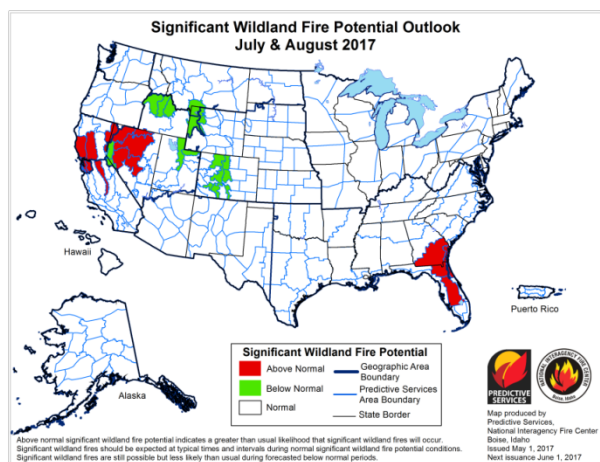 Significant Wildland Fire Potential Outlook
July & August 2017
Hawaii
Alaska
Puerto Rico
Significant Wildland Fire Potential
Above Normal
Below Normal
Normal
Geographic Area
Boundary
Predictive Services
Area Boundary
State Border
PREDICTIVE
SERVICES
NATIONAL INTERAGENCY FIRE CENTER
Boise, Idaho
Map produced by
Predictive Services,
National Interagency Fire Center
Boise, Idaho
Issued May 1, 2017
Next issuance June 1, 2017
Above normal significant wildland fire potential indicates a greater than usual likelihood that significant wildland fires will occur.
Significant wildland fires should be expected at typical times and intervals during normal significant wildland fire potential conditions.
Significant wildland fires are still possible but less likely than usual during forecasted below normal periods.